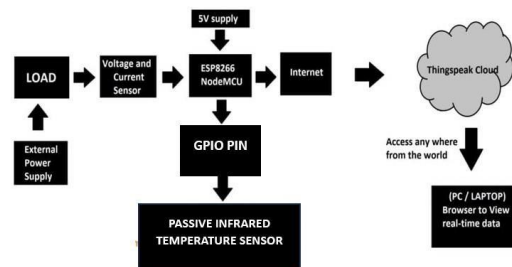 5V supply
LOAD
Voltage and
Current
Sensor
ESP8266
NodeMCU
Internet
Thingspeak Cloud
External
Power
Supply
GPIO PIN
Access any where
from the world
PASSIVE INFRARED
TEMPERATURE SENSOR
(PC / LAPTOP)
Browser to View
real-time data